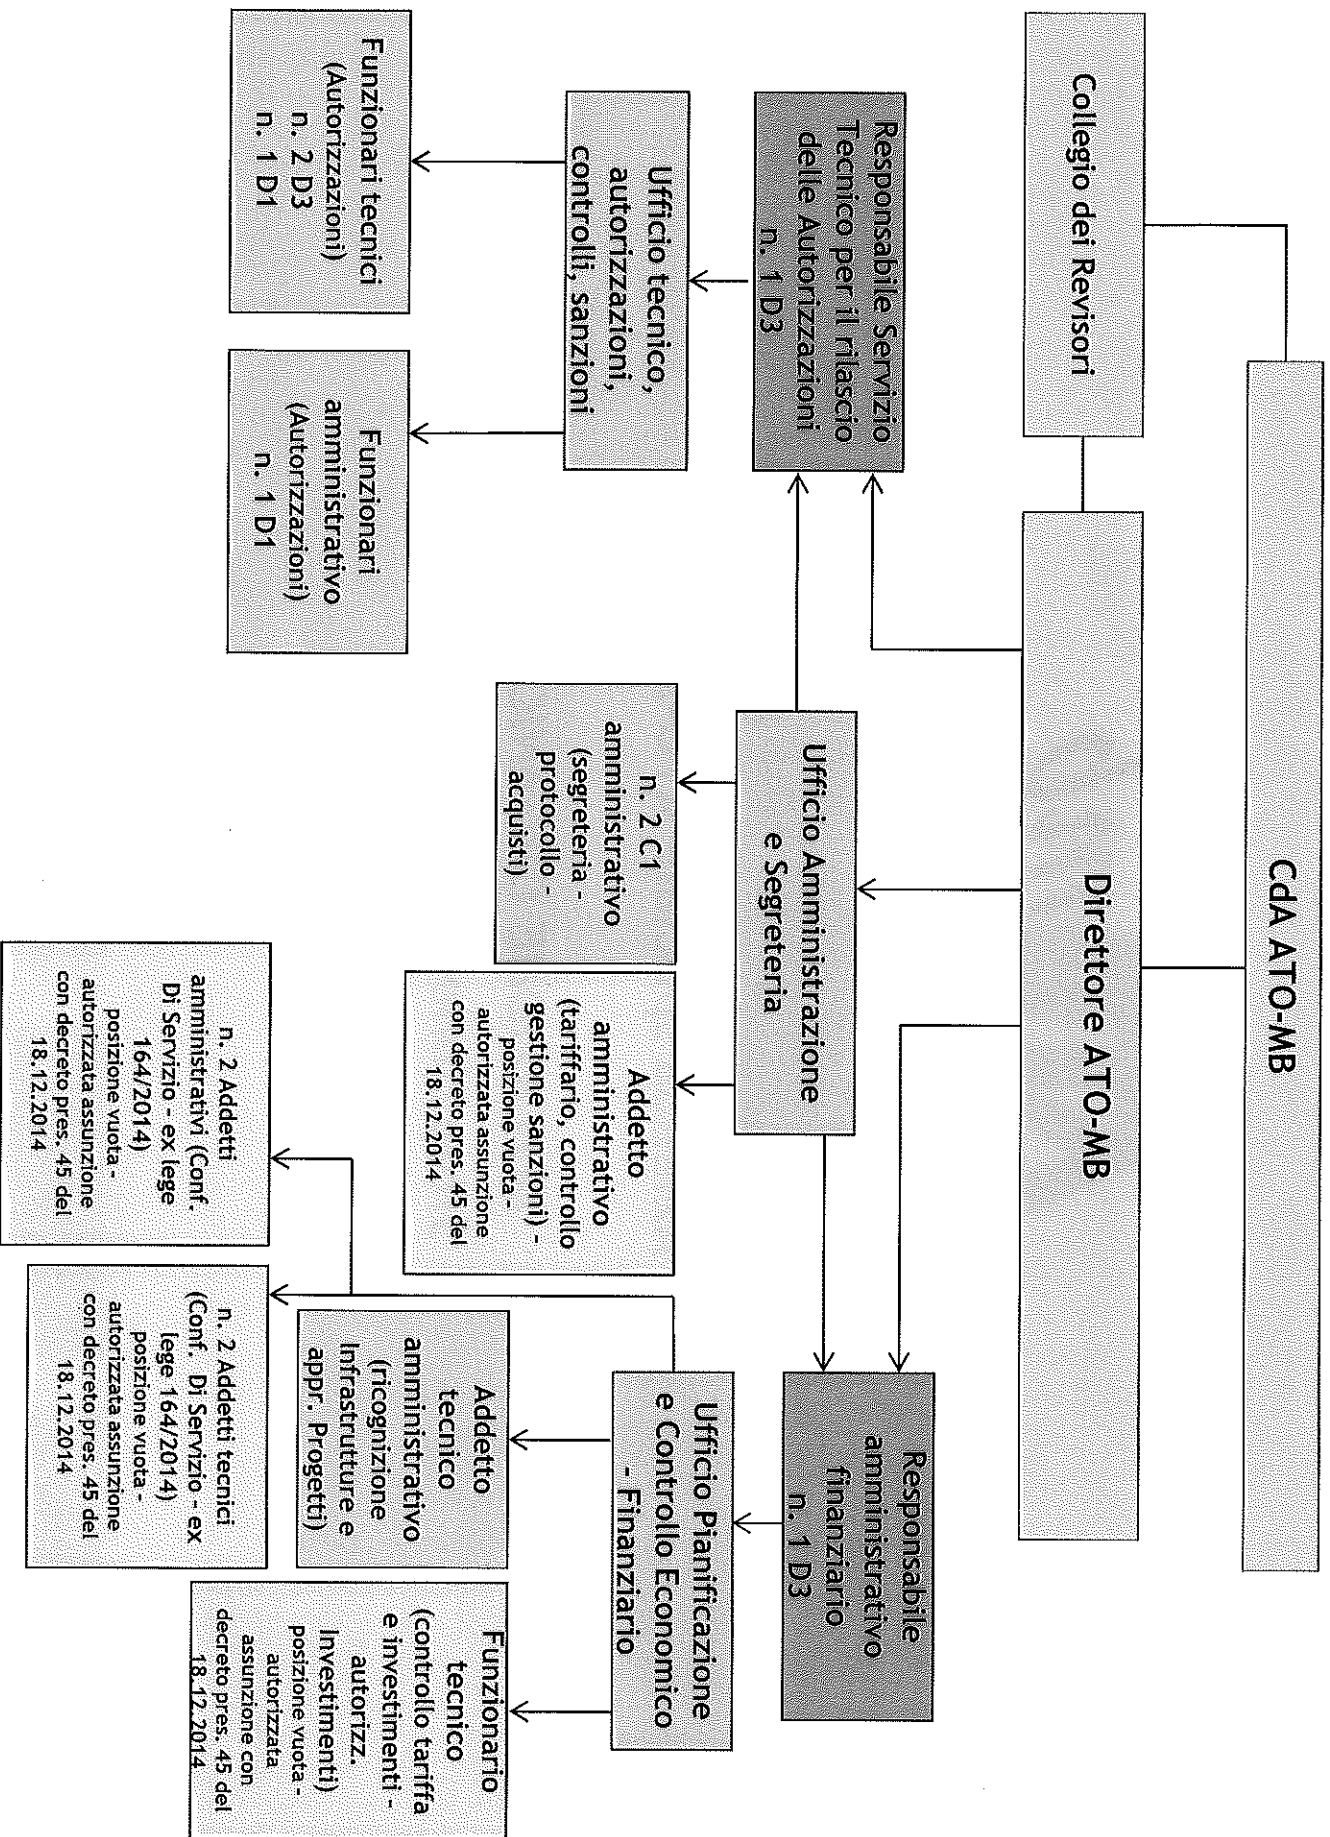 CdA ATO-MB
Collegio dei Revisori
Direttore ATO-MB
Responsabile Servizio
Tecnico per il rilascio
delle Autorizzazioni
n. 1 D3
Ufficio Amministrazione
e Segreteria
Responsabile
amministrativo
finanziario
n. 1 D3
Ufficio tecnico,
autorizzazioni,
controlli, sanzioni
Ufficio Pianificazione
e Controllo Economico
- Finanziario
Funzionari tecnici
(Autorizzazioni)
n. 2 D3
n. 1 D1
Funzionari
amministrativo
(Autorizzazioni)
n. 1 D1
n. 2 C1
amministrativo
(segreteria -
protocollo -
acquisti)
Addetto
amministrativo
(tariffario, controllo
gestione sanzioni) -
posizione vuota -
autorizzata assunzione
con decreto pres. 45 del
18.12.2014
Addetto
tecnico
amministrativo
(ricognizione
Infrastrutture e
appr. Progetti)
Funzionario
tecnico
(controllo tariffa
e investimenti -
autorizz.
Investimenti)
posizione vuota -
autorizzata
assunzione con
decreto pres. 45 del
18.12.2014
n. 2 Addetti
amministrativi (Conf.
Di Servizio - ex lege
164/2014)
posizione vuota -
autorizzata assunzione
con decreto pres. 45 del
18.12.2014
n. 2 Addetti tecnici
(Conf. Di Servizio - ex
lege 164/2014)
posizione vuota -
autorizzata assunzione
con decreto pres. 45 del
18.12.2014